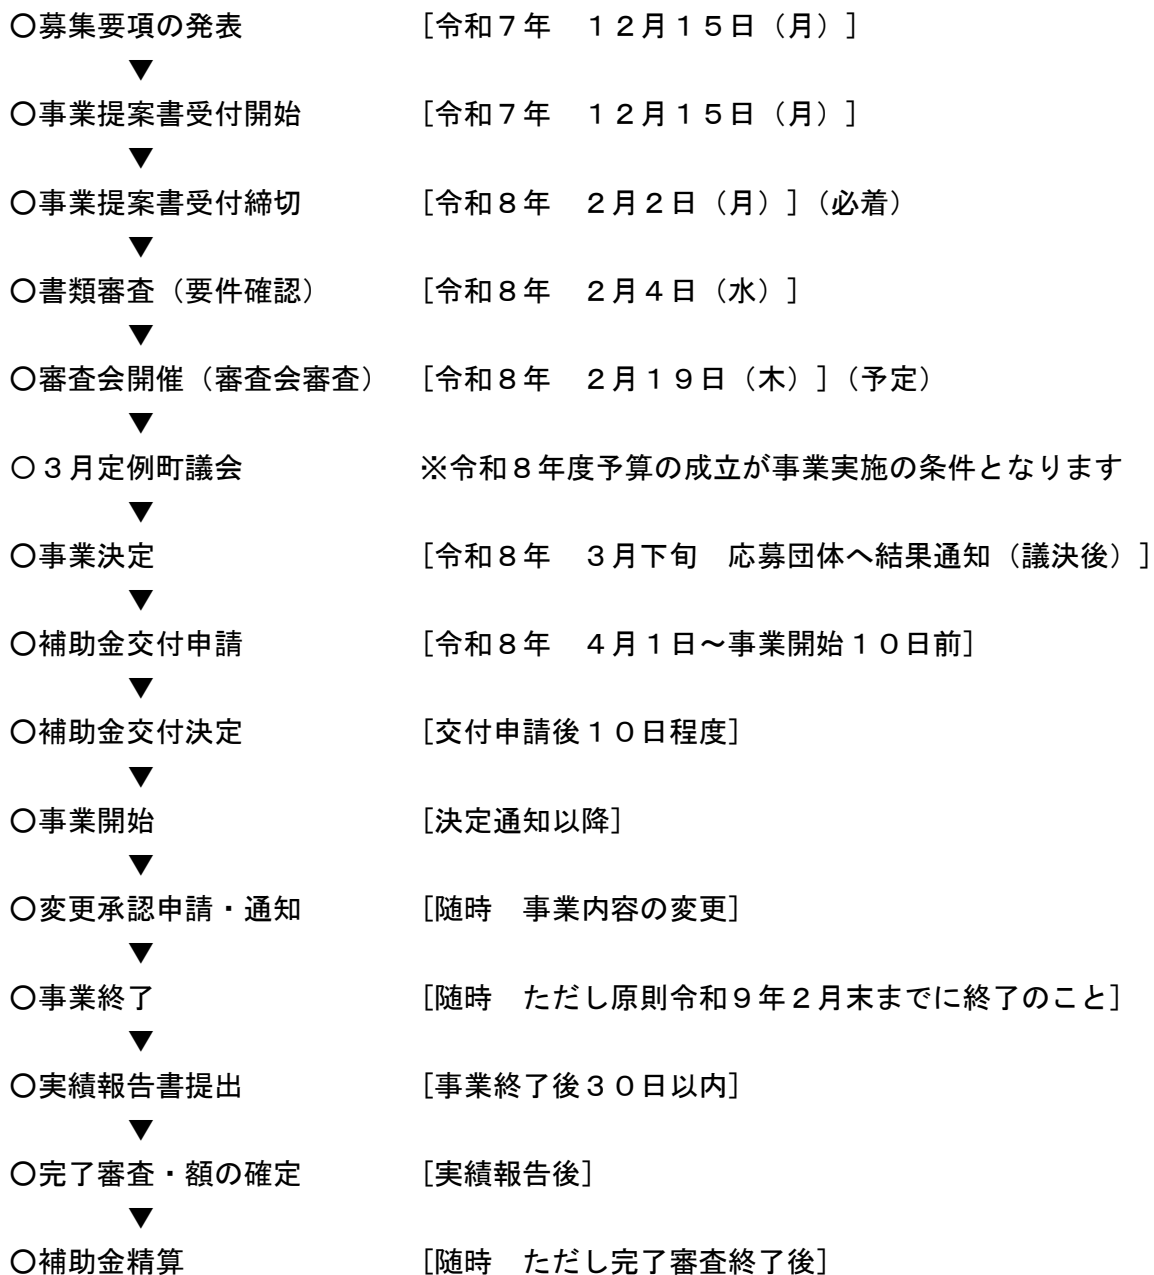 〇募集要項の発表　［令和７年　１２月１５日（月）］
▼
〇事業提案書受付開始　［令和７年　１２月１５日（月）］
▼
〇事業提案書受付締切　［令和８年　２月２日（月）］（必着）
▼
〇書類審査（要件確認）　［令和８年　２月４日（水）］
▼
〇審査会開催（審査会審査）　［令和８年　２月１９日（木）］（予定）
▼
〇３月定例町議会　※令和８年度予算の成立が事業実施の条件となります
▼
〇事業決定　［令和８年　３月下旬　応募団体へ結果通知（議決後）］
▼
〇補助金交付申請　［令和８年　４月１日～事業開始１０日前］
▼
〇補助金交付決定　［交付申請後１０日程度］
▼
〇事業開始　［決定通知以降］
▼
〇変更承認申請・通知　［随時　事業内容の変更］
▼
〇事業終了　［随時　ただし原則令和９年２月末までに終了のこと］
▼
〇実績報告書提出　［事業終了後３０日以内］
▼
〇完了審査・額の確定　［実績報告後］
▼
〇補助金精算　［随時　ただし完了審査終了後］